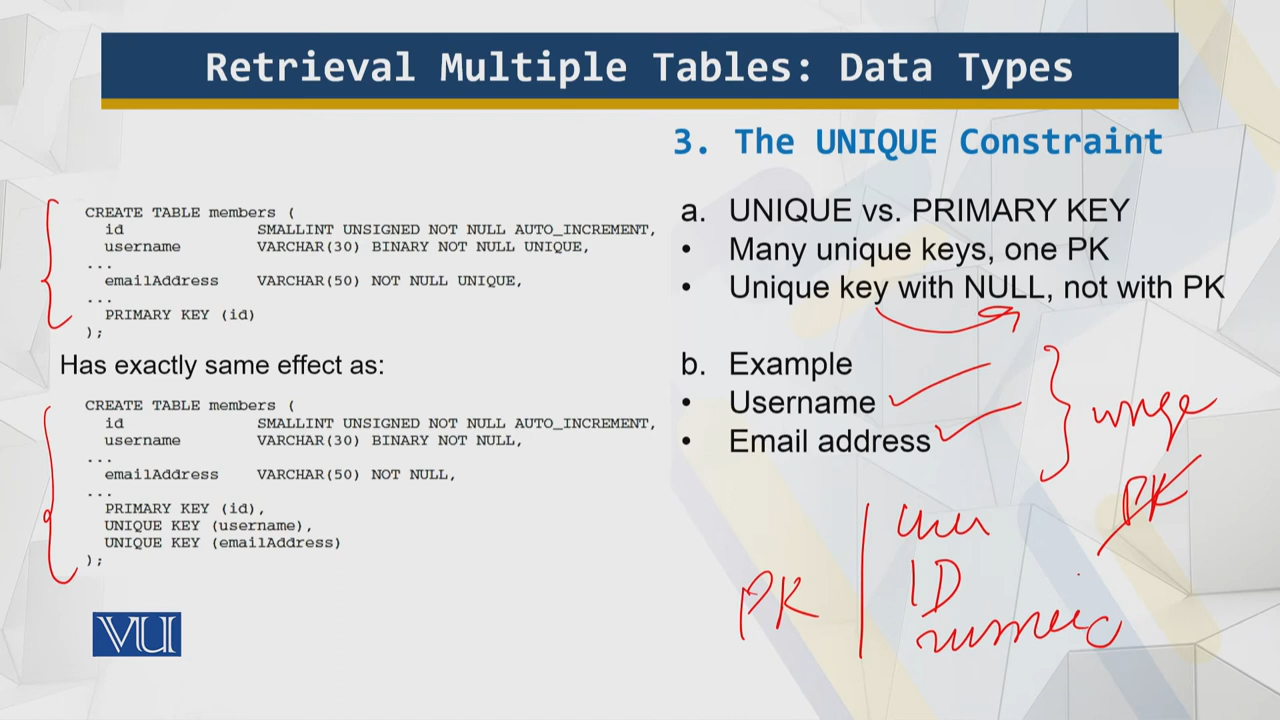 Retrieval Multiple Tables: Data Types
3. The UNIQUE Constraint
CREATE TABLE members (
id SMALLINT UNSIGNED NOT NULL AUTO_INCREMENT,
username VARCHAR(30) BINARY NOT NULL UNIQUE,
...
emailAddress VARCHAR(50) NOT NULL UNIQUE,
...
PRIMARY KEY (id)
);
Has exactly same effect as:
CREATE TABLE members (
id SMALLINT UNSIGNED NOT NULL AUTO_INCREMENT,
username VARCHAR(30) BINARY NOT NULL,
...
emailAddress VARCHAR(50) NOT NULL,
...
PRIMARY KEY (id),
UNIQUE KEY (username),
UNIQUE KEY (emailAddress)
);
VU
a. UNIQUE vs. PRIMARY KEY
• Many unique keys, one PK
• Unique key with NULL, not with PK
b. Example
• Username
• Email address
PK
PK
User
ID
numeric